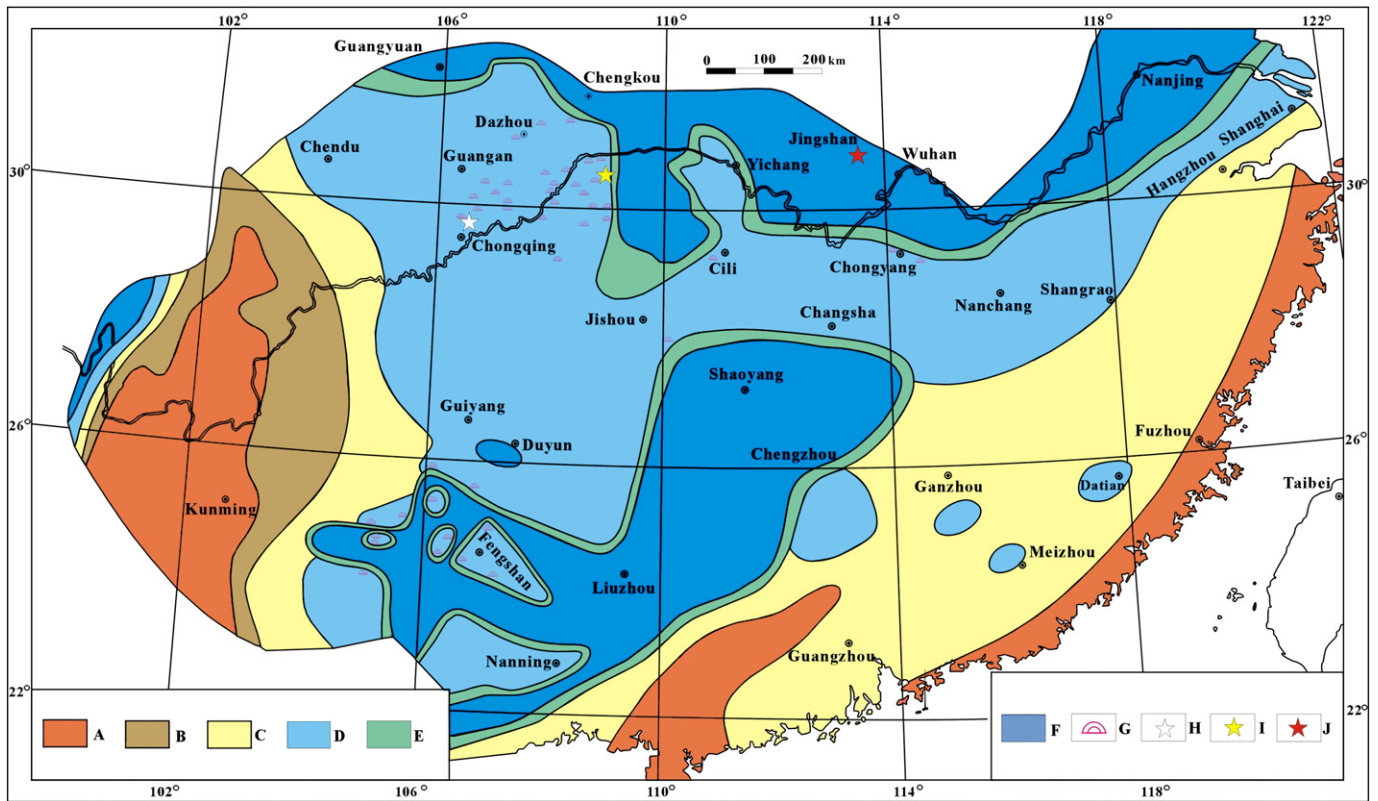 102° 106° 110° 114° 118° 122°
Guangyuan
0 100 200 km
Chengkou
Nanjing
Dazhou
Jingshan
Shanghai
Chendu
Guangan
Wuhan
Hangzhou
30° 30°
Yichang
Chongqing
Cili
Chongyang
Nanchang
Shangrao
Jishou
Changsha
Shaoyang
Guiyang
26° 26°
Duyun
Fuzhou
Chengzhou
Ganzhou
Datian
Taibei
Kunming
Fengshan
Meizhou
Liuzhou
Nanning
Guangzhou
22° 22°
A B C D E
F G H I J
102° 106° 110° 114° 118°